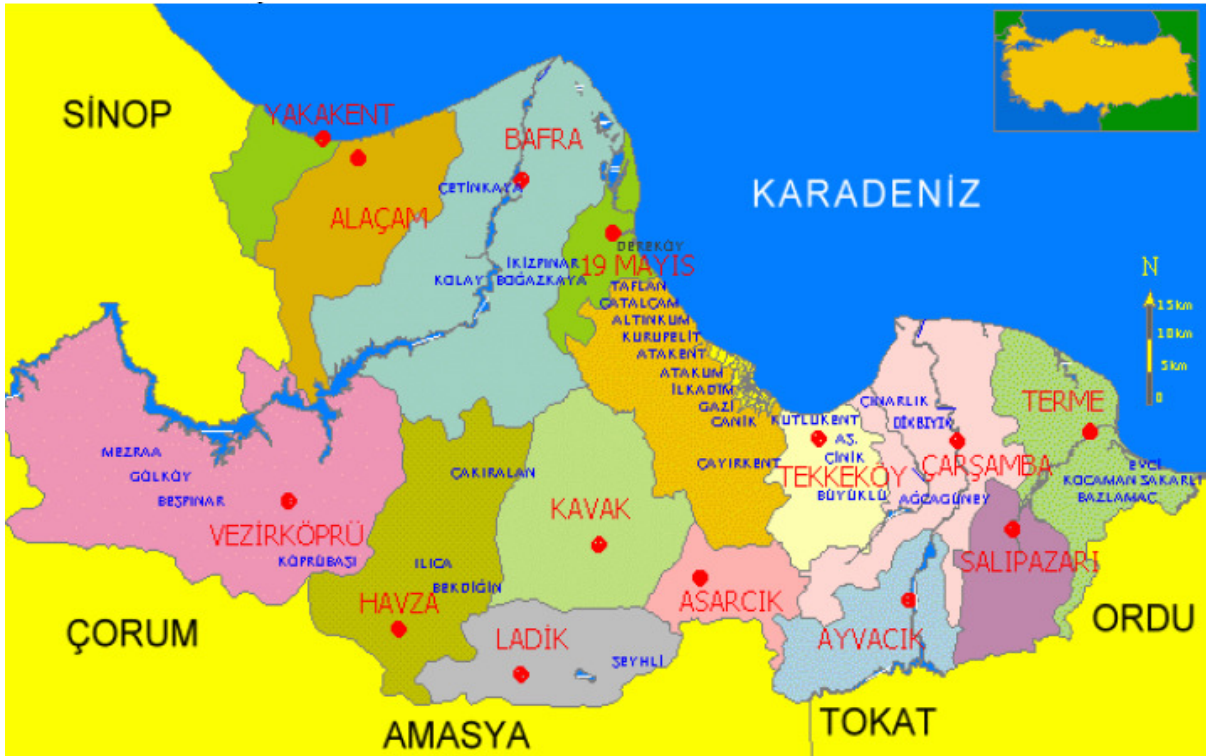 SİNOP
YAKAKENT
BAFRA
KARADENİZ
ÇETİNKAYA
ALAÇAM
DEREKÖY
19 MAYIS
İKİZPINAR
KOLAY
BOĞAZKAYA
TAFLAN
ÇATALÇAM
ALTINKUM
KURUPELİT
ATAKENT
ATAKUM
İLKADIM
GAZİ
CANİK
N
15km
10km
5km
0
KUTLUKENT
ÇINARLIK
DİKBIYIK
TERME
AŞ.
ÇİNİK
TEKKEKÖY
BÜYÜKLÜ
ÇARŞAMBA
AĞCAGÜNEY
EVCİ
KOCAMAN SAKARLI
BAZLAMAÇ
MEZRAA
GÖLKÖY
BEŞPINAR
VEZİRKÖPRÜ
KÖPRÜBAŞI
ÇAKIRALAN
KAVAK
ÇAYIRKENT
ILICA
BEKDİĞİN
HAVZA
ASARCIK
SALIPAZARI
ÇORUM
LADİK
ŞEYHLİ
AYVACIK
ORDU
AMASYA
TOKAT